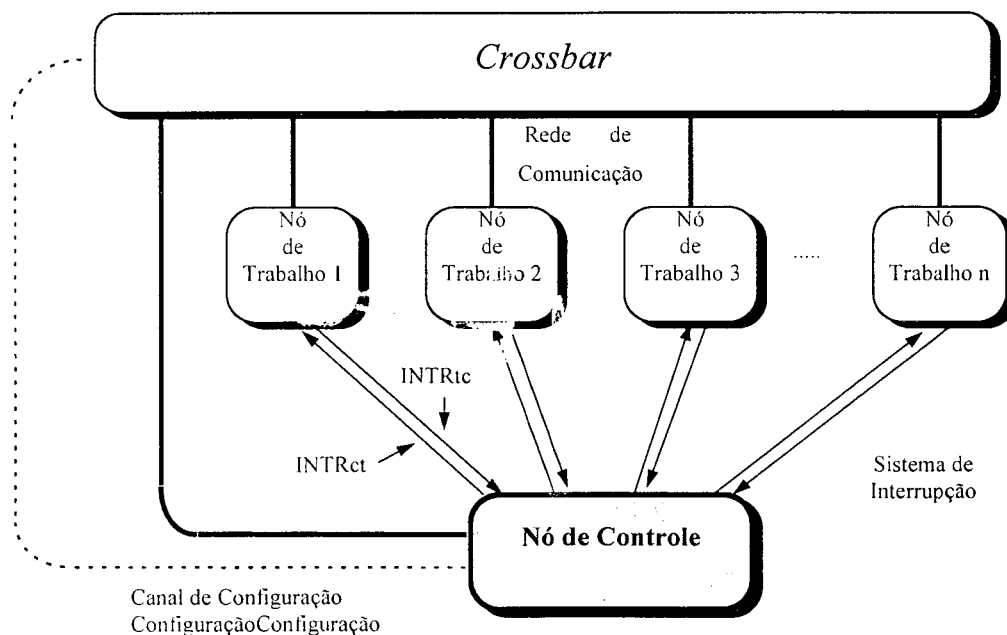 Crossbar
Rede de
Comunicação
Nó
de
Trabalho 1
Nó
de
Trabalho 2
Nó
de
Trabalho 3
.....
Nó
de
Trabalho n
INTRtc
INTRct
Sistema de
Interrupção
Nó de Controle
Canal de Configuração
ConfiguraçãoConfiguração